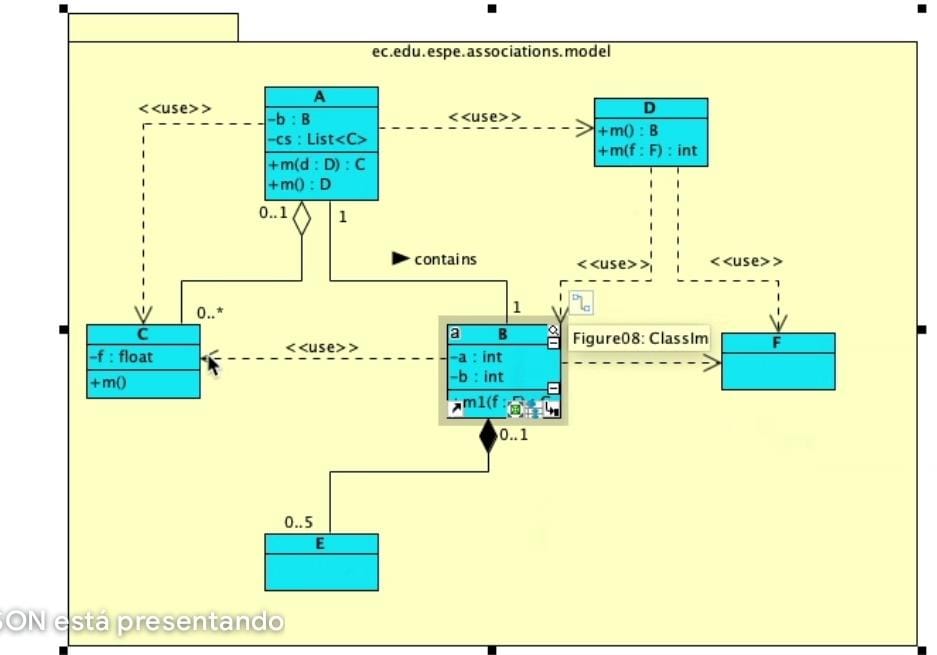 ec.edu.espe.associations.model
<<use>>
A
-b : B
-cs : List<C>
+m(d : D) : C
+m() : D
<<use>>
D
+m() : B
+m(f : F) : int
0..1
1
contains
<<use>>
<<use>>
0..*
1
C
-f : float
+m()
<<use>>
a
B
-a : int
-b : int
+m1(f :
Figure08: ClassIm
F
0..1
0..5
E
SON está presentando